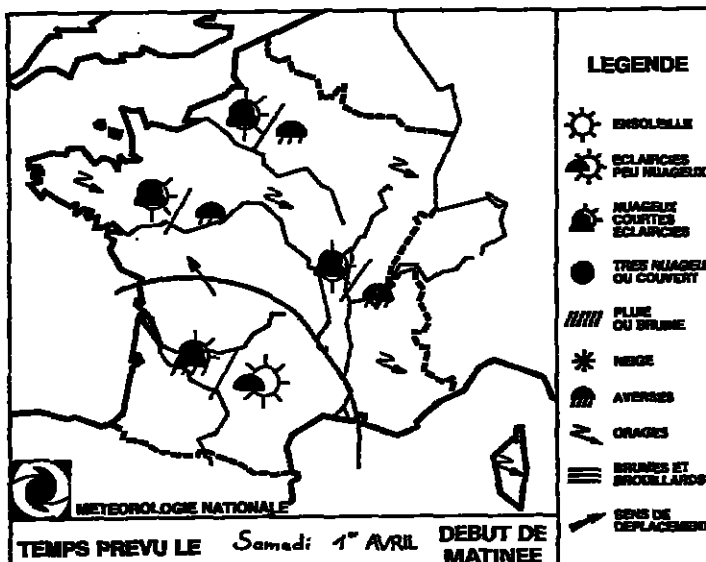 LEGENDE
ENSOLEILLE
ECLAIRCIES
PEU NUAGEUX
NUAGEUX
COURTES
ECLAIRCIES
TRES NUAGEUX
OU COUVERT
PLUIE
OU BRUME
NEIGE
AVERSES
ORAGES
BRUMES ET
BROUILLARDS
SENS DE
DEPLACEMENT
METEOROLOGIE NATIONALE
TEMPS PREVU LE Samedi 1er AVRIL DEBUT DE
MATINEE